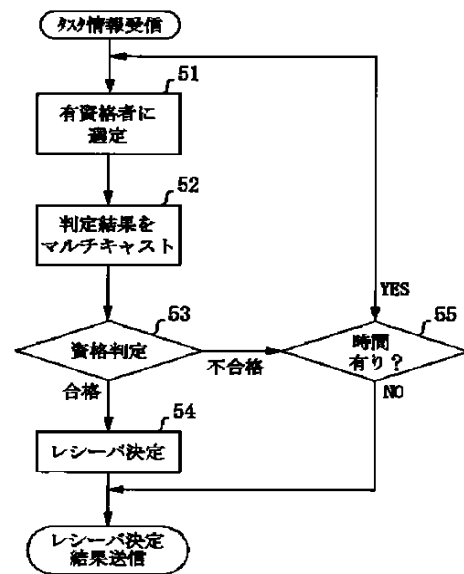 タスク情報受信
51
有資格者に
選定
52
判定結果を
マルチキャスト
53
資格判定
不合格
合格
YES
55
時間
有り？
NO
54
レシーバ決定
レシーバ決定
結果送信